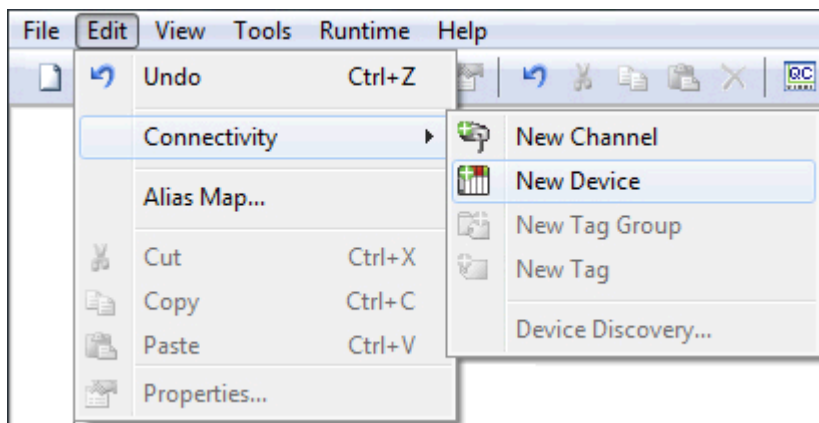 File Edit View Tools Runtime Help
QC
Undo Ctrl+Z
Connectivity
New Channel
New Device
New Tag Group
New Tag
Device Discovery...
Alias Map...
Cut Ctrl+X
Copy Ctrl+C
Paste Ctrl+V
Properties...